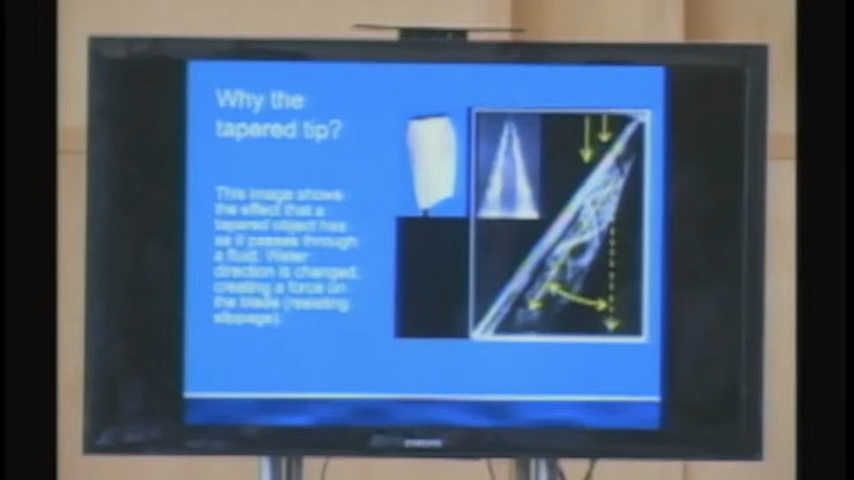 Why the
tapered tip?
This image shows
the effect that a
tapered object has
as it passes through
a fluid. Water
direction is changed,
creating a force on
the blade (resisting
slippage).
SAMSUNG